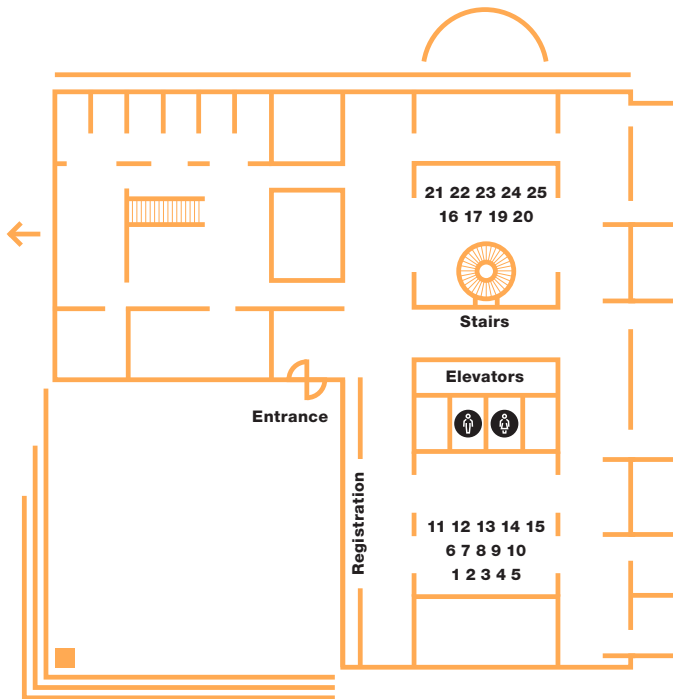 21 22 23 24 25
16 17 19 20
Stairs
Elevators
Entrance
Registration
11 12 13 14 15
6 7 8 9 10
1 2 3 4 5